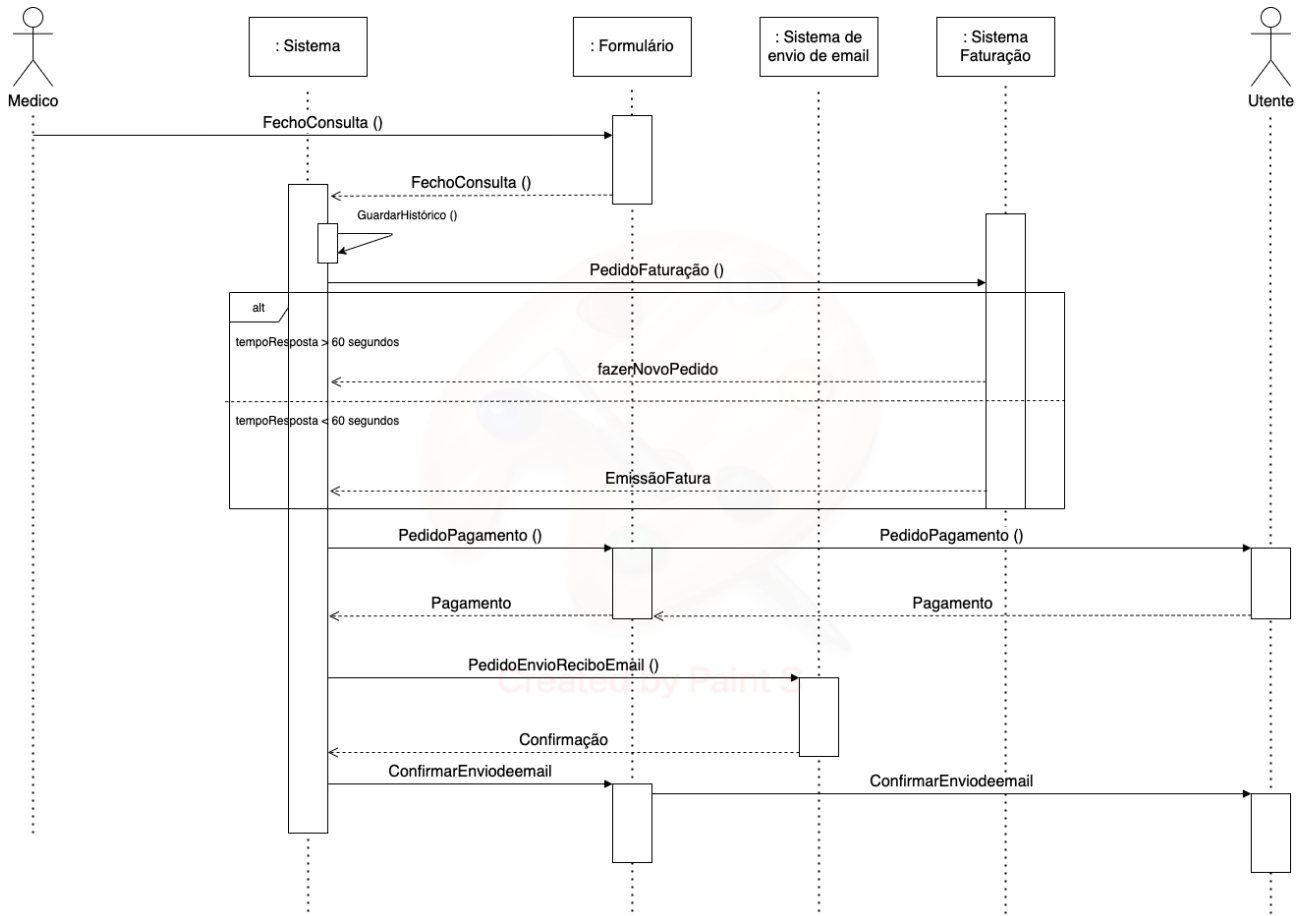 : Sistema
: Formulário
: Sistema de
envio de email
: Sistema
Faturação
Medico
Utente
FechoConsulta ()
FechoConsulta ()
GuardarHistórico ()
PedidoFaturação ()
alt
tempoResposta > 60 segundos
fazerNovoPedido
tempoResposta < 60 segundos
EmissãoFatura
PedidoPagamento ()
PedidoPagamento ()
Pagamento
Pagamento
PedidoEnvioReciboEmail ()
Created by Paint S
Confirmação
ConfirmarEnviodeemail
ConfirmarEnviodeemail